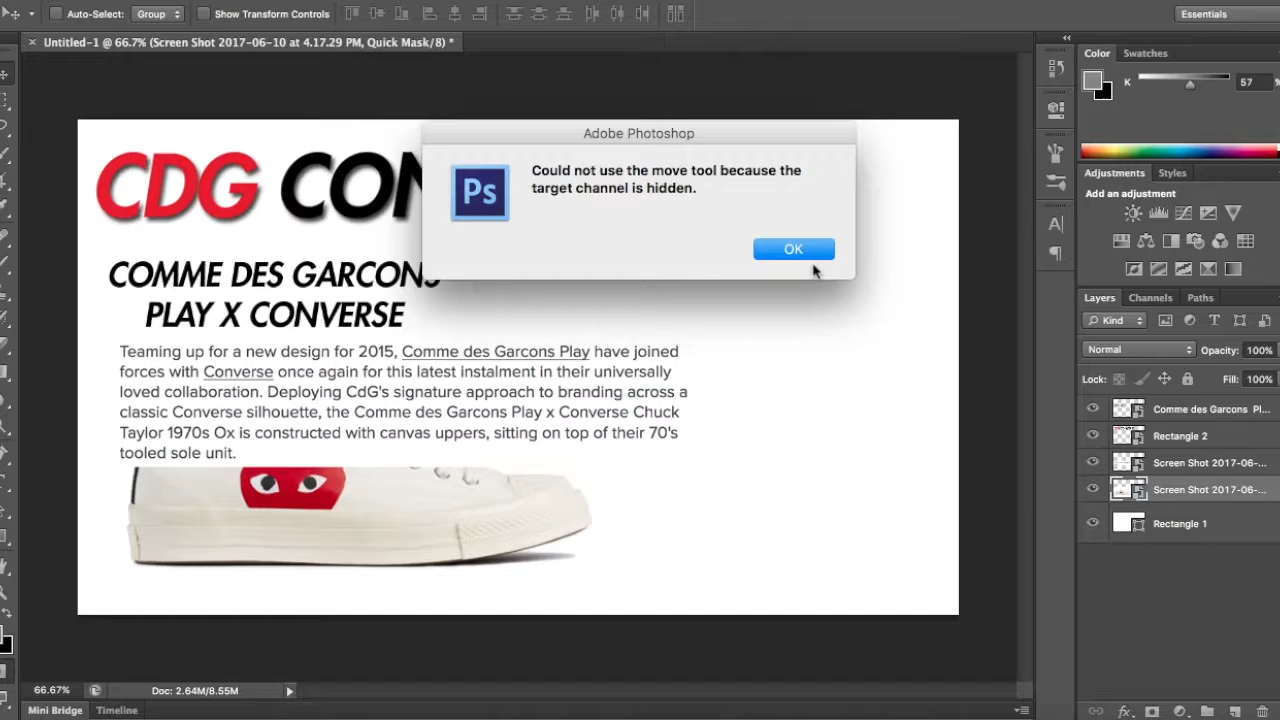 Auto-Select: Group Show Transform Controls Essentials
Untitled-1 @ 66.7% (Screen Shot 2017-06-10 at 4.17.29 PM, Quick Mask/8) *
Color Swatches
K 57 %
Adobe Photoshop
Could not use the move tool because the
target channel is hidden.
Ps
OK
CDG CON
COMME DES GARCONS
PLAY X CONVERSE
Teaming up for a new design for 2015, Comme des Garcons Play have joined
forces with Converse once again for this latest instalment in their universally
loved collaboration. Deploying CdG's signature approach to branding across a
classic Converse silhouette, the Comme des Garcons Play x Converse Chuck
Taylor 1970s Ox is constructed with canvas uppers, sitting on top of their 70's
tooled sole unit.
Adjustments Styles
Add an adjustment
Layers Channels Paths
Kind
Normal Opacity: 100%
Lock: Fill: 100%
Comme des Garcons Pl...
Rectangle 2
Screen Shot 2017-06-...
Screen Shot 2017-06-...
Rectangle 1
fx
66.67% Doc: 2.64M/8.55M
Mini Bridge Timeline